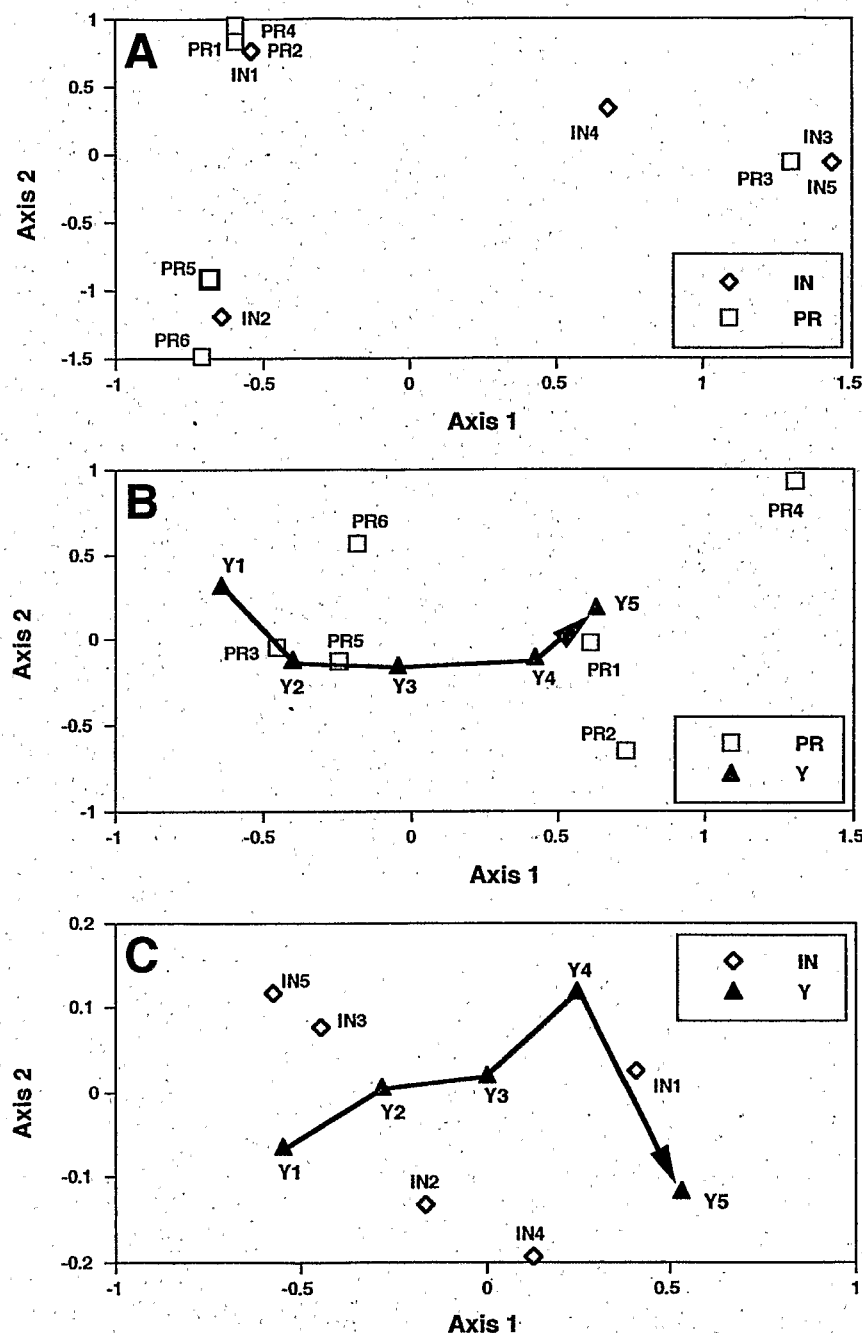 A
1
0.5
0
-0.5
-1
-1.5
Axis 2
PR4
PR1
PR2
IN1
IN4
IN3
PR3
IN5
PR5
IN2
PR6
IN
PR
-1
-0.5
0
0.5
1
1.5
Axis 1
B
1
0.5
0
-0.5
-1
Axis 2
PR4
PR6
Y1
Y5
PR3
PR5
Y2
Y3
Y4
PR1
PR2
PR
Y
-1
-0.5
0
0.5
1
1.5
Axis 1
C
0.2
0.1
0
-0.1
-0.2
Axis 2
IN5
IN3
Y4
IN1
Y2
Y3
Y1
IN2
Y5
IN4
IN
Y
-1
-0.5
0
0.5
1
Axis 1